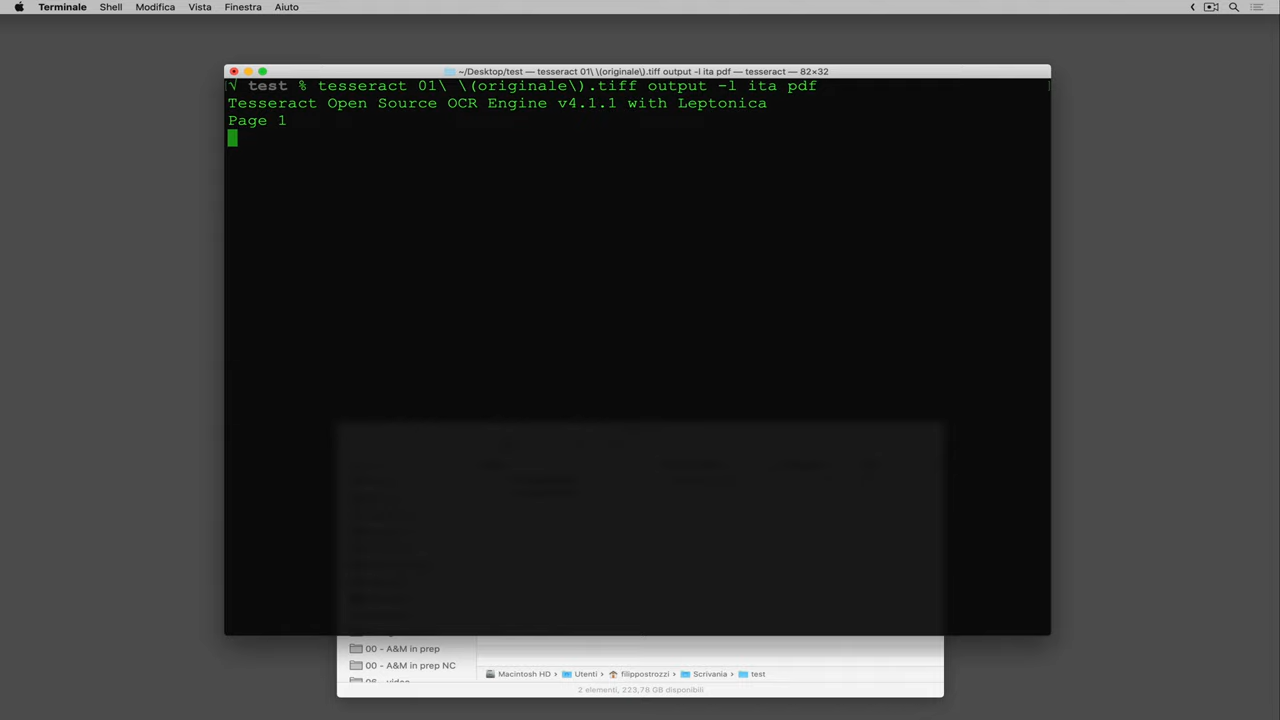 Terminale Shell Modifica Vista Finestra Aiuto
~/Desktop/test — tesseract 01\ \(originale\).tiff output -l ita pdf — tesseract — 82×32
√ test % tesseract 01\ \(originale\).tiff output -l ita pdf
Tesseract Open Source OCR Engine v4.1.1 with Leptonica
Page 1
00 - A&M in prep
00 - A&M in prep NC
06 - video
Macintosh HD › Utenti › filippostrozzi › Scrivania › test
2 elementi, 223,78 GB disponibili